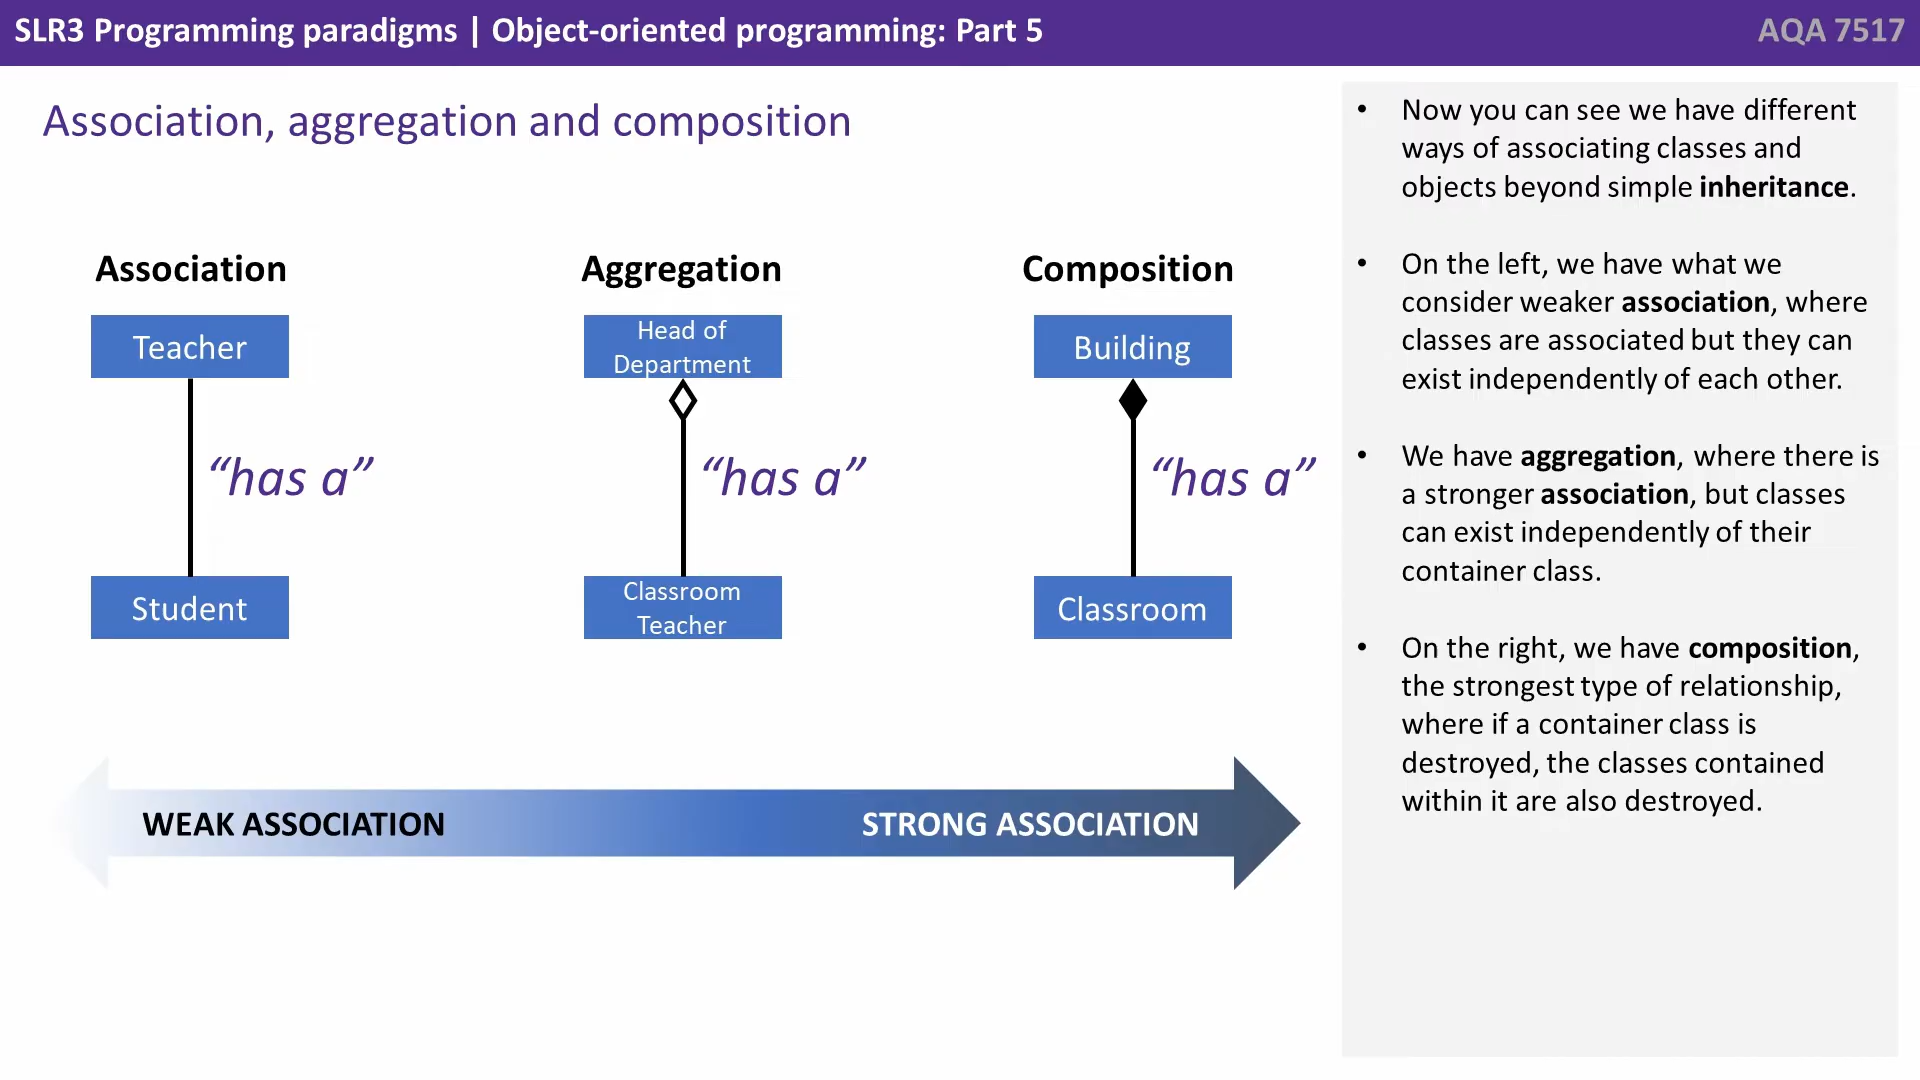 SLR3 Programming paradigms | Object-oriented programming: Part 5
AQA 7517
Association, aggregation and composition
Association
Teacher
“has a”
Student
Aggregation
Head of
Department
“has a”
Classroom
Teacher
Composition
Building
“has a”
Classroom
WEAK ASSOCIATION
STRONG ASSOCIATION
• Now you can see we have different
ways of associating classes and
objects beyond simple inheritance.
• On the left, we have what we
consider weaker association, where
classes are associated but they can
exist independently of each other.
• We have aggregation, where there is
a stronger association, but classes
can exist independently of their
container class.
• On the right, we have composition,
the strongest type of relationship,
where if a container class is
destroyed, the classes contained
within it are also destroyed.